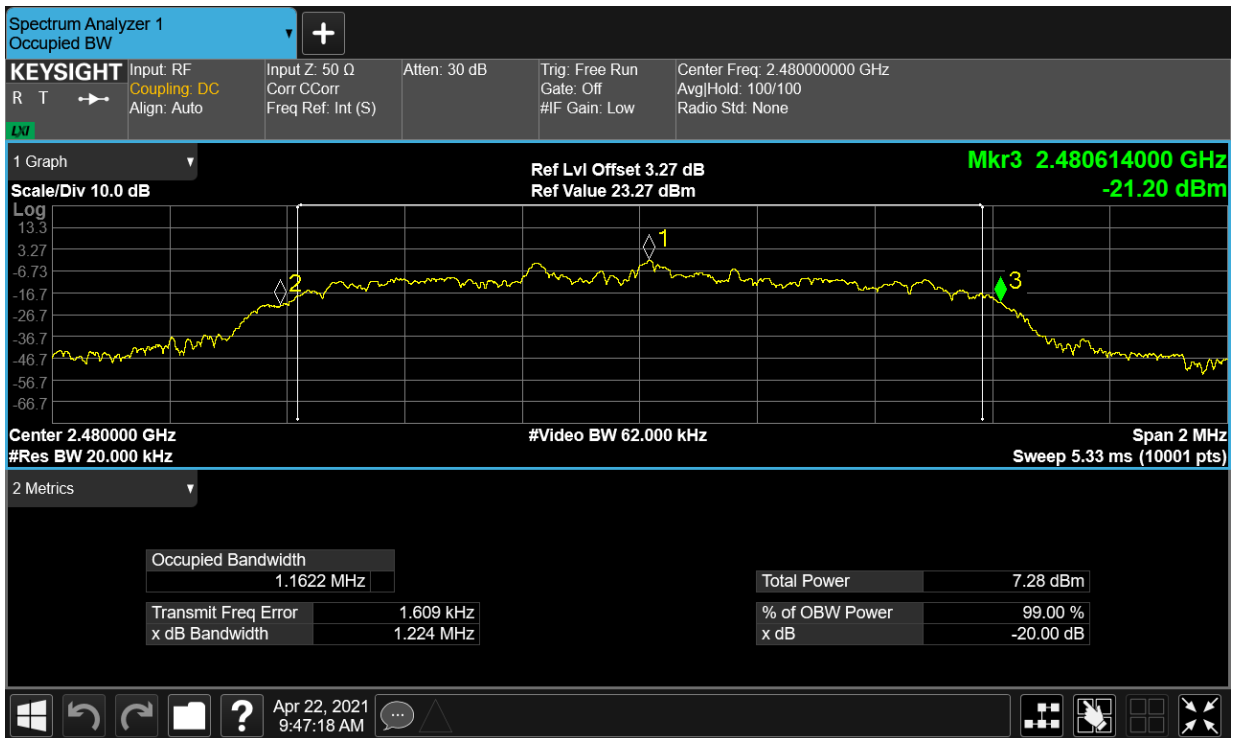 Spectrum Analyzer 1
Occupied BW
KEYSIGHT
R T
LXI
Input: RF
Coupling: DC
Align: Auto
Input Z: 50 Ω
Corr CCorr
Freq Ref: Int (S)
Atten: 30 dB
Trig: Free Run
Gate: Off
#IF Gain: Low
Center Freq: 2.480000000 GHz
Avg|Hold: 100/100
Radio Std: None
1 Graph
Scale/Div 10.0 dB
Ref Lvl Offset 3.27 dB
Ref Value 23.27 dBm
Mkr3 2.480614000 GHz
-21.20 dBm
Log
13.3
3.27
-6.73
-16.7
-26.7
-36.7
-46.7
-56.7
-66.7
1
2
3
Center 2.480000 GHz
#Video BW 62.000 kHz
Span 2 MHz
#Res BW 20.000 kHz
Sweep 5.33 ms (10001 pts)
2 Metrics
Occupied Bandwidth
1.1622 MHz
Total Power 7.28 dBm
Transmit Freq Error 1.609 kHz
% of OBW Power 99.00 %
x dB Bandwidth 1.224 MHz
x dB -20.00 dB
?
Apr 22, 2021
9:47:18 AM